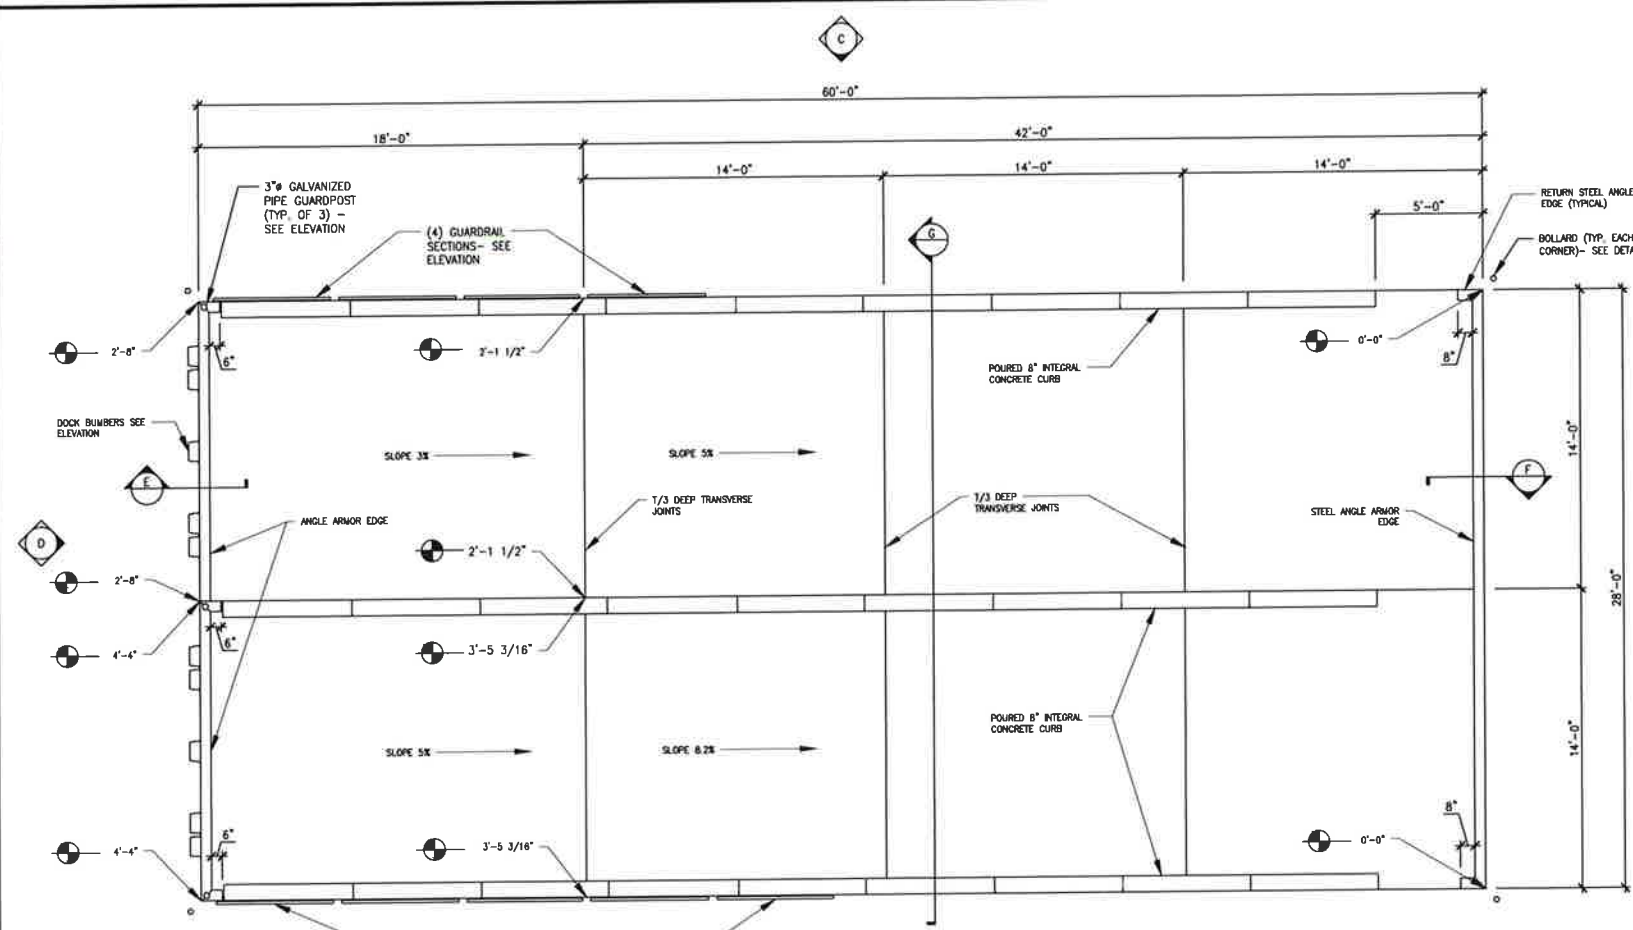 C
60'-0"
18'-0"
42'-0"
14'-0"
14'-0"
14'-0"
3"ø GALVANIZED
PIPE GUARDPOST
(TYP. OF 3) -
SEE ELEVATION
(4) GUARDRAIL
SECTIONS- SEE
ELEVATION
G
5'-0"
RETURN STEEL ANGLE
EDGE (TYPICAL)
BOLLARD (TYP. EACH
CORNER)- SEE DETA
2'-8"
6"
2'-1 1/2"
POURED 8" INTEGRAL
CONCRETE CURB
0'-0"
8"
DOCK BUMBERS SEE
ELEVATION
SLOPE 3%
SLOPE 5%
14'-0"
E
F
T/3 DEEP TRANSVERSE
JOINTS
T/3 DEEP
TRANSVERSE JOINTS
STEEL ANGLE ARMOR
EDGE
ANGLE ARMOR EDGE
D
2'-1 1/2"
2'-8"
28'-0"
6"
4'-4"
3'-5 3/16"
POURED 8" INTEGRAL
CONCRETE CURB
SLOPE 5%
SLOPE 8.2%
14'-0"
6"
8"
4'-4"
3'-5 3/16"
0'-0"